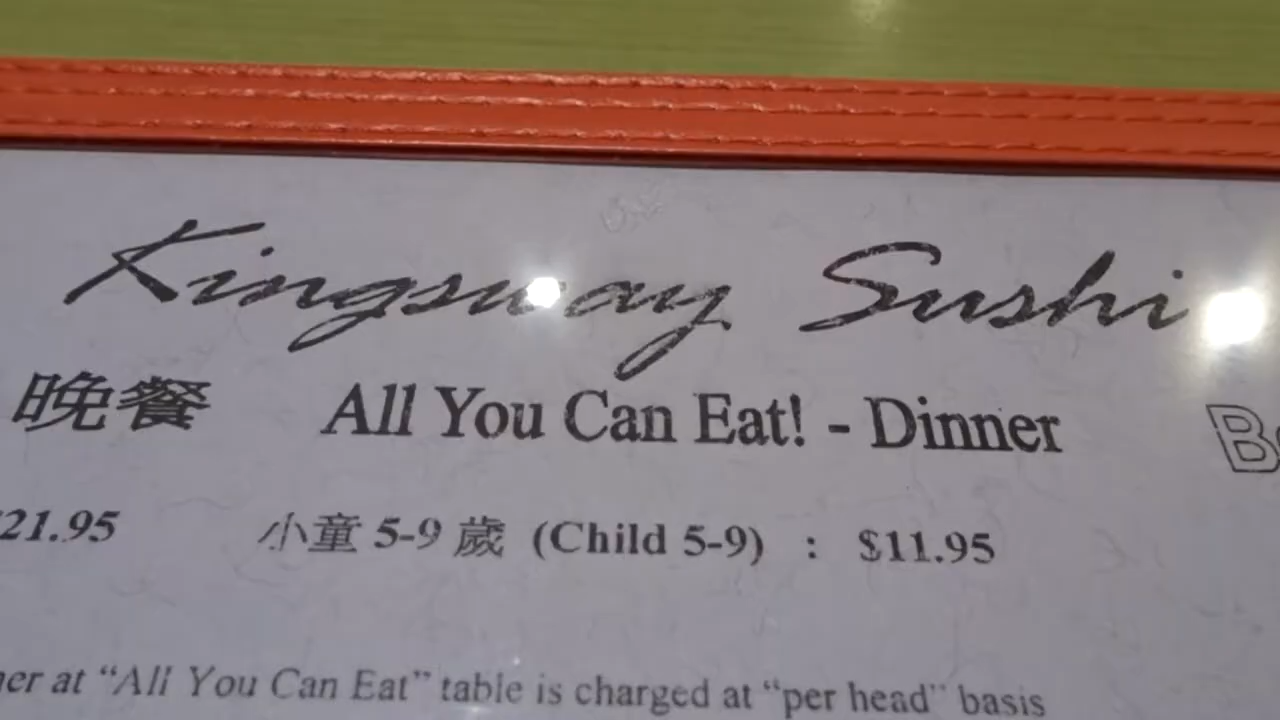 Kingsway Sushi
晚餐 All You Can Eat! - Dinner
21.95 小童 5-9 歲 (Child 5-9) : $11.95
at “All You Can Eat” table is charged at “per head” basis